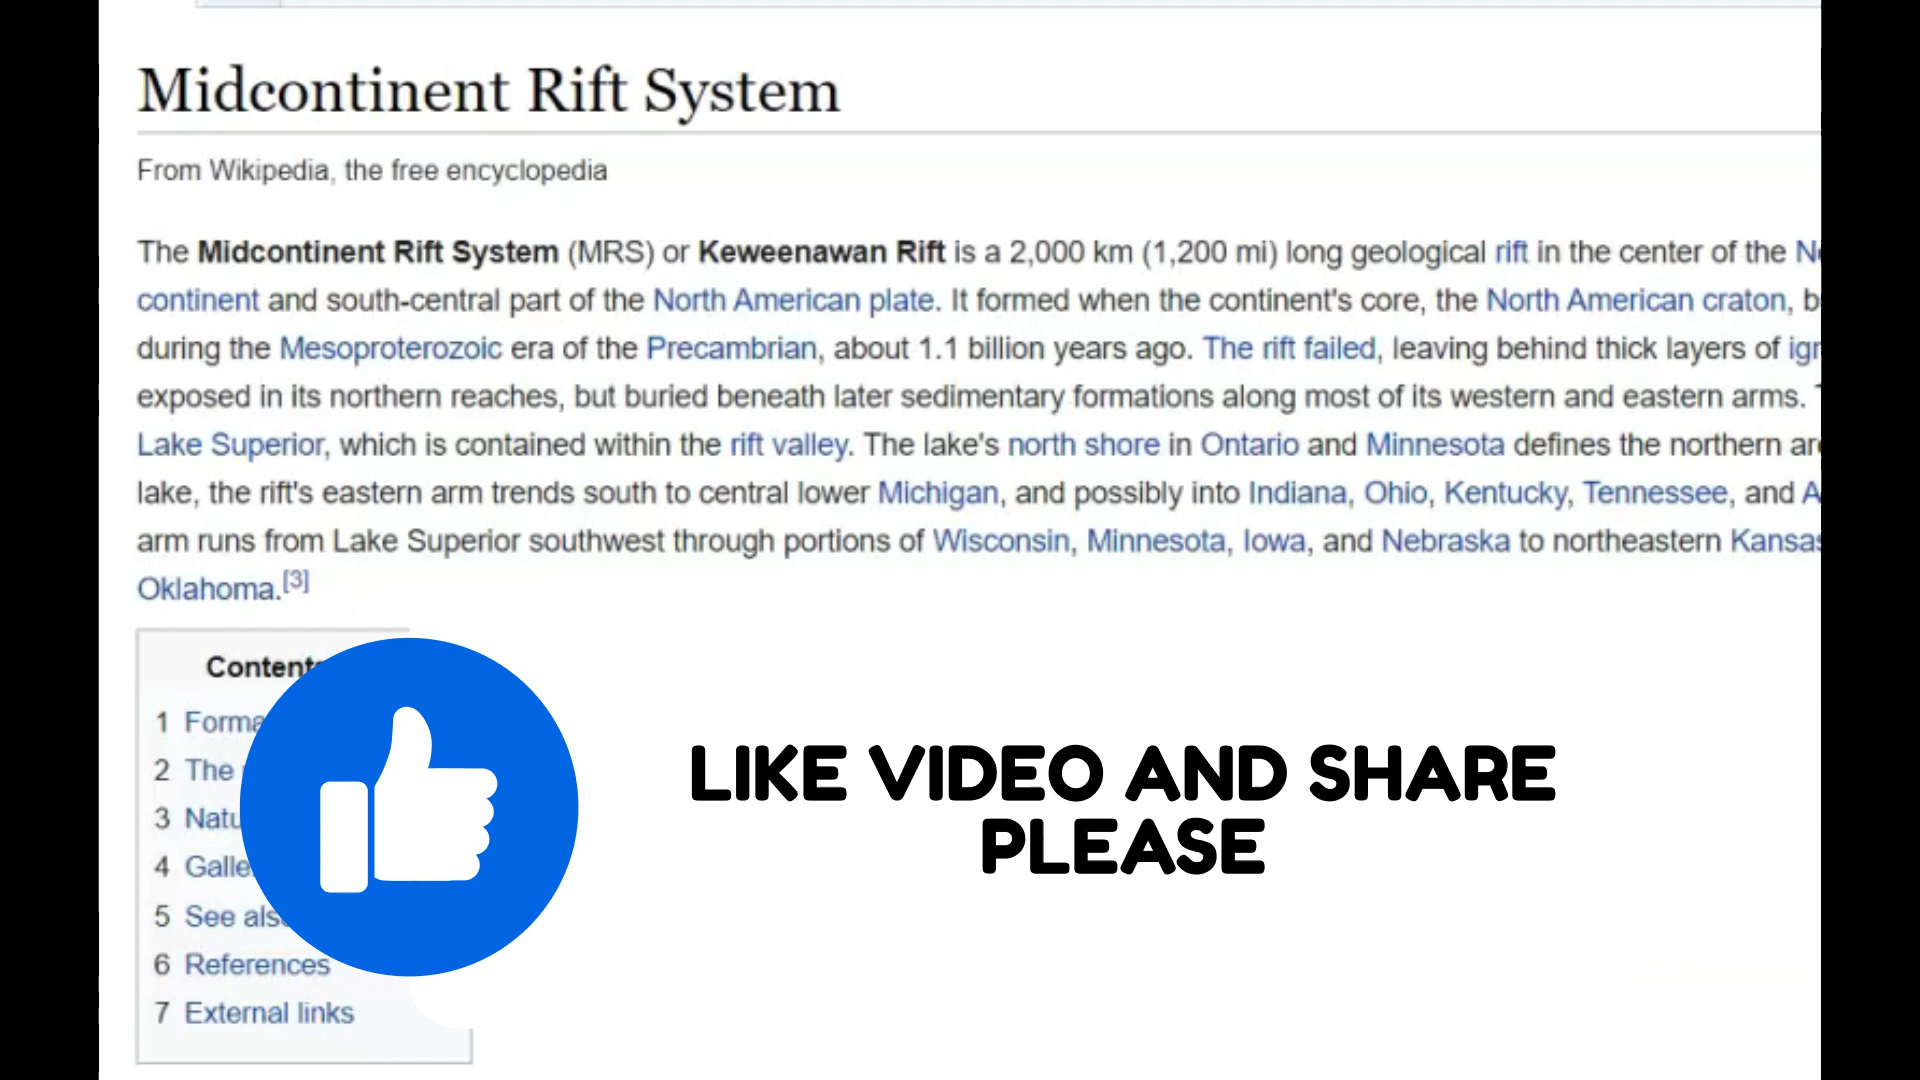 Midcontinent Rift System
From Wikipedia, the free encyclopedia
The Midcontinent Rift System (MRS) or Keweenawan Rift is a 2,000 km (1,200 mi) long geological rift in the center of the
continent and south-central part of the North American plate. It formed when the continent's core, the North American craton,
during the Mesoproterozoic era of the Precambrian, about 1.1 billion years ago. The rift failed, leaving behind thick layers of
exposed in its northern reaches, but buried beneath later sedimentary formations along most of its western and eastern arms.
Lake Superior, which is contained within the rift valley. The lake's north shore in Ontario and Minnesota defines the northern
lake, the rift's eastern arm trends south to central lower Michigan, and possibly into Indiana, Ohio, Kentucky, Tennessee, and
arm runs from Lake Superior southwest through portions of Wisconsin, Minnesota, Iowa, and Nebraska to northeastern Kansas
Oklahoma.[3]
Contents
1
2 The
3
4
5 See
6 References
7 External links
LIKE VIDEO AND SHARE
PLEASE